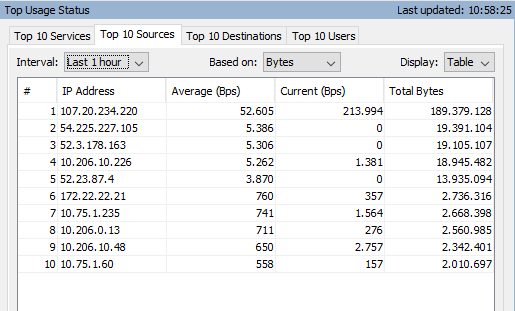 Top Usage Status Last updated: 10:58:25
Top 10 Services Top 10 Sources Top 10 Destinations Top 10 Users
Interval: Last 1 hour Based on: Bytes Display: Table
# IP Address Average (Bps) Current (Bps) Total Bytes
1 107.20.234.220 52.605 213.994 189.379.128
2 54.225.227.105 5.386 0 19.391.104
3 52.3.178.163 5.306 0 19.105.107
4 10.206.10.226 5.262 1.381 18.945.482
5 52.23.87.4 3.870 0 13.935.094
6 172.22.22.21 760 357 2.736.316
7 10.75.1.235 741 1.564 2.668.398
8 10.206.0.13 711 276 2.560.985
9 10.206.10.48 650 2.757 2.342.401
10 10.75.1.60 558 157 2.010.697